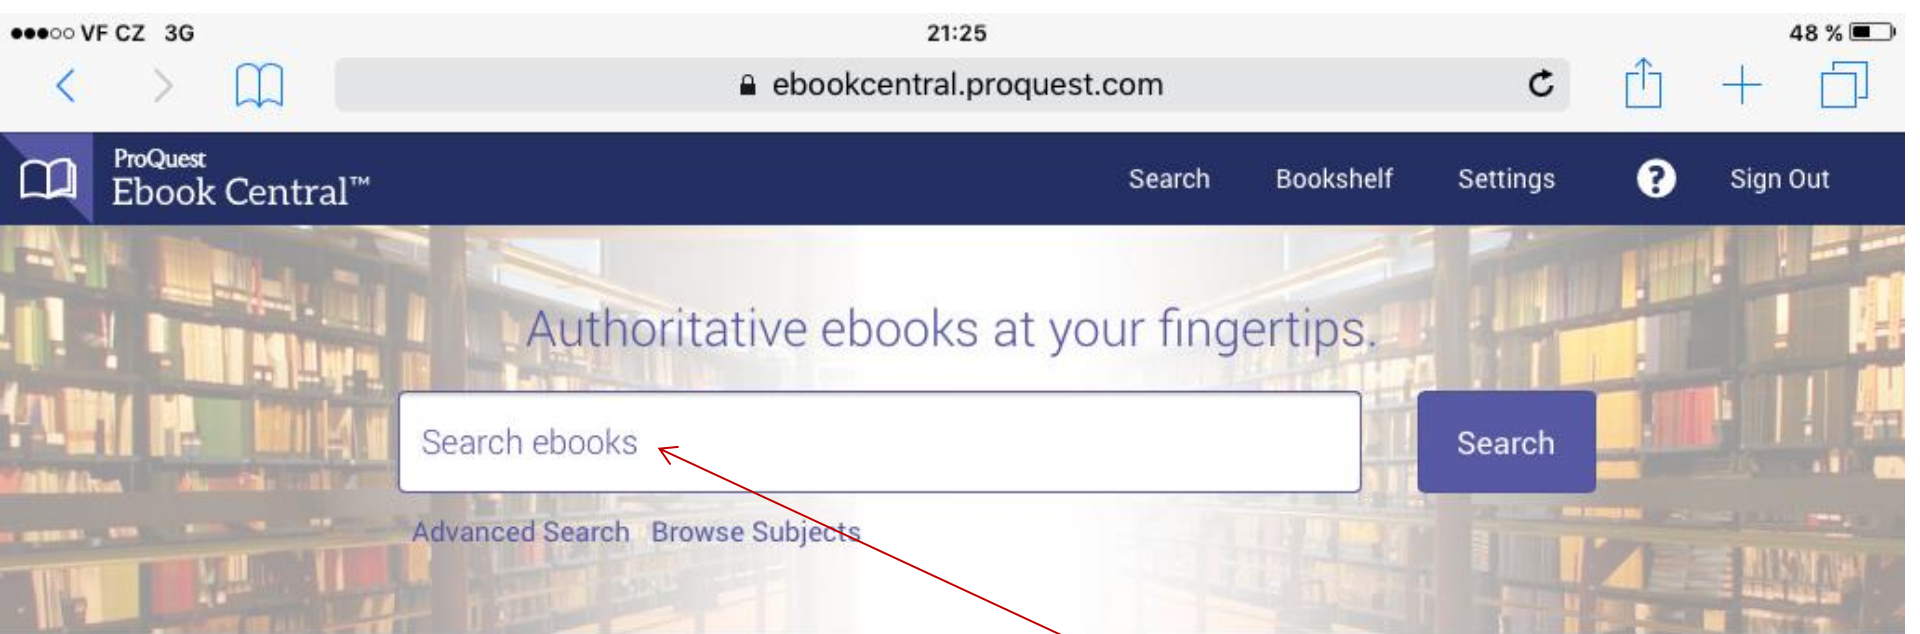 VF CZ 3G 21:25 48 %
ebookcentral.proquest.com
ProQuest
Ebook Central™
Search Bookshelf Settings ? Sign Out
Authoritative ebooks at your fingertips.
Search ebooks
Search
Advanced Search Browse Subjects